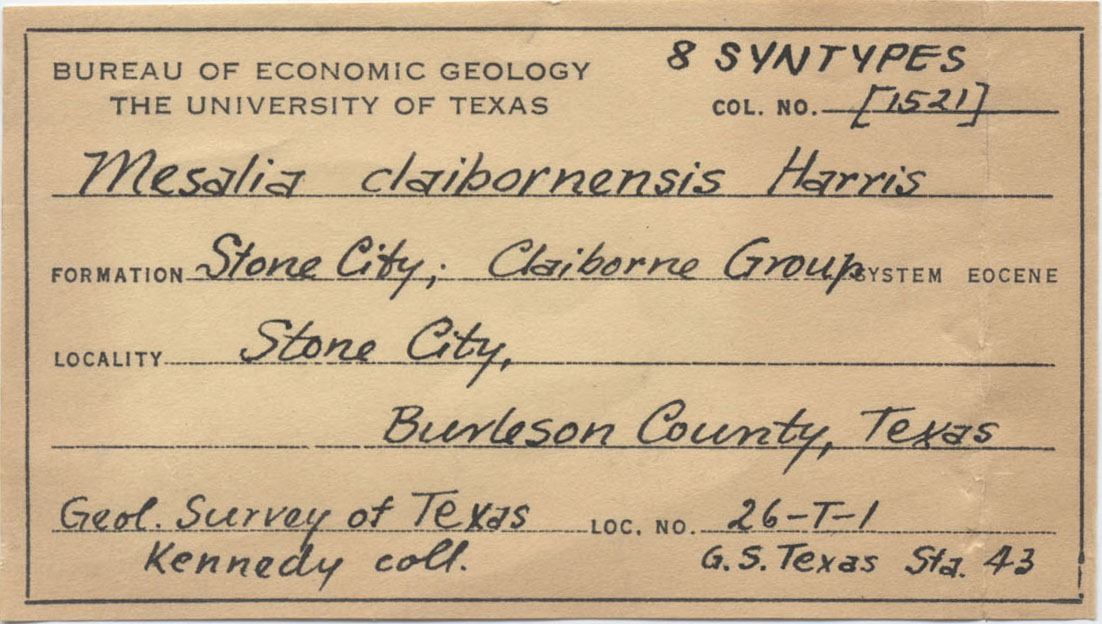 8 SYNTYPES
BUREAU OF ECONOMIC GEOLOGY
THE UNIVERSITY OF TEXAS
COL. NO. [1521]
Mesalia claibornensis Harris
FORMATION Stone City; Claiborne Group SYSTEM EOCENE
LOCALITY Stone City,
Burleson County, Texas
Geol. Survey of Texas LOC. NO. 26-T-1
Kennedy coll. G.S. Texas Sta. 43